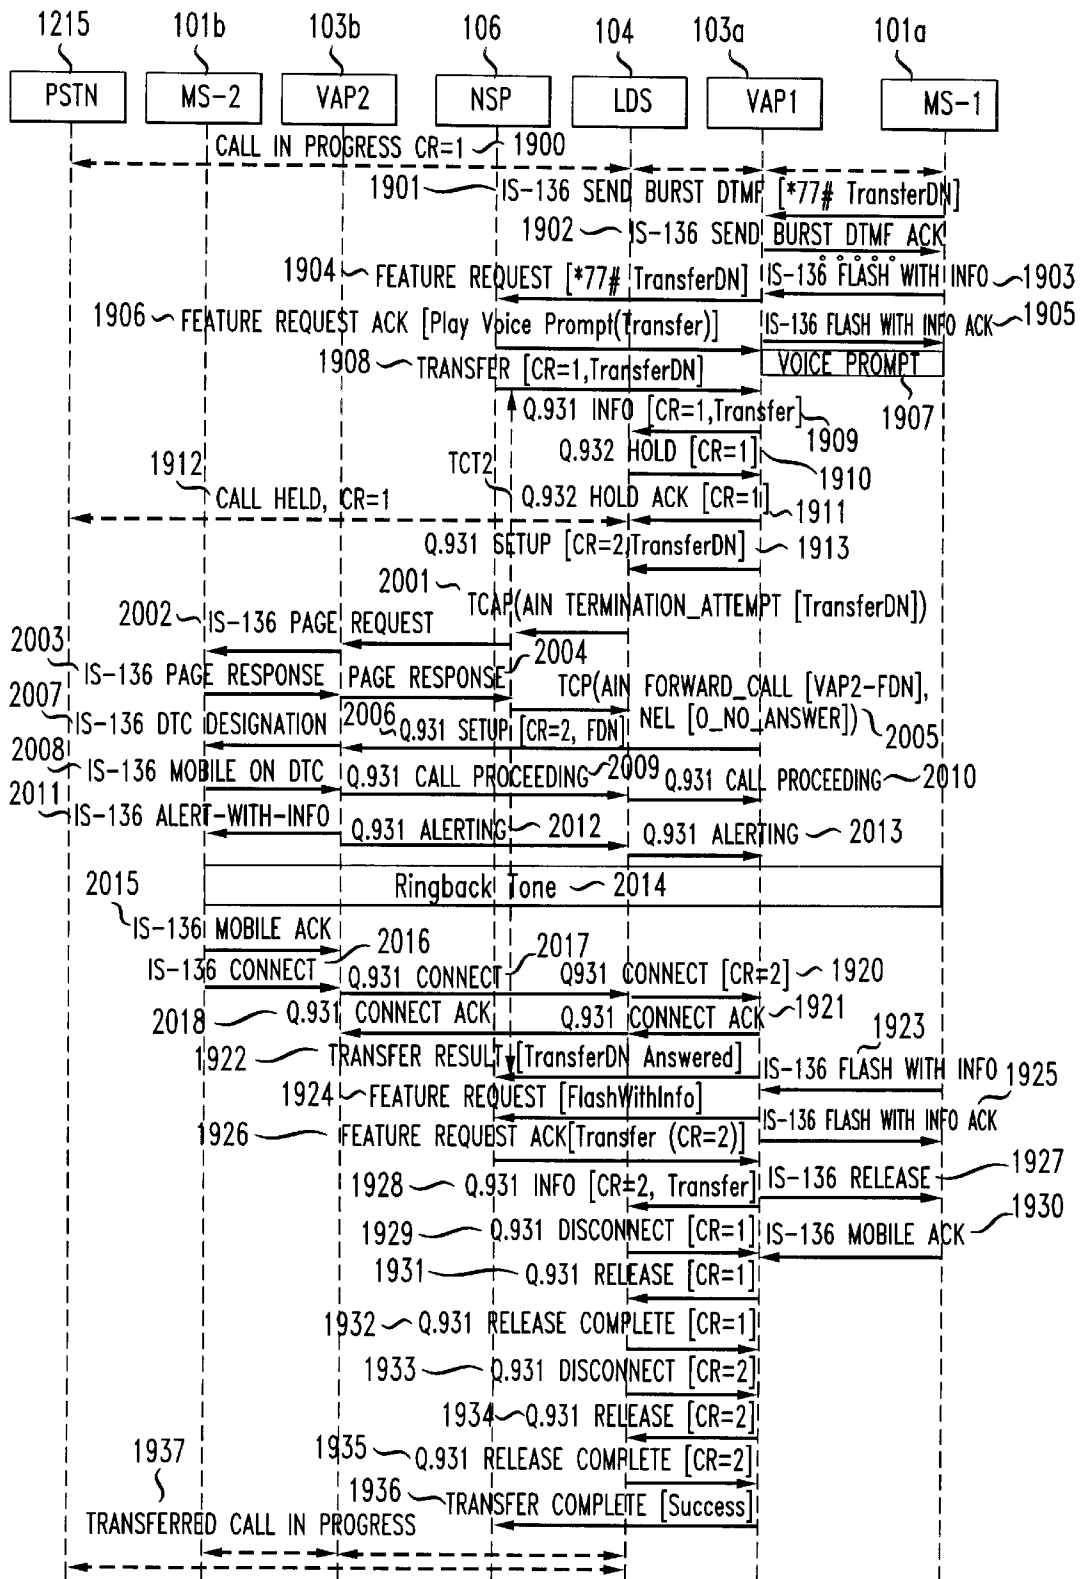 1215 101b 103b 106 104 103a 101a
PSTN MS-2 VAP2 NSP LDS VAP1 MS-1
CALL IN PROGRESS CR=1 1900
1901 IS-136 SEND BURST DTMF [*77# TransterDN]
1902 IS-136 SEND BURST DTMF ACK
1904 FEATURE REQUEST [*77# TransferDN] IS-136 FLASH WITH INFO 1903
1906 FEATURE REQUEST ACK [Play Voice Prompt(Transfer)] IS-136 FLASH WITH INFO ACK 1905
1908 TRANSFER [CR=1,TransferDN] VOICE PROMPT
1907
Q.931 INFO [CR=1,Transfer] 1909
TCT2 Q.932 HOLD [CR=1] 1910
1912 CALL HELD, CR=1 Q.932 HOLD ACK [CR=1] 1911
Q.931 SETUP [CR=2,TransferDN] 1913
2001 TCAP(AIN TERMINATION_ATTEMPT [TransferDN])
2002 IS-136 PAGE REQUEST
2003 IS-136 PAGE RESPONSE PAGE RESPONSE 2004
TCP(AIN FORWARD_CALL [VAP2-FDN],
NEL [O_NO_ANSWER]) 2005
2007 IS-136 DTC DESIGNATION 2006 Q.931 SETUP [CR=2, FDN]
2008 IS-136 MOBILE ON DTC Q.931 CALL PROCEEDING 2009 Q.931 CALL PROCEEDING 2010
2011 IS-136 ALERT-WITH-INFO Q.931 ALERTING 2012 Q.931 ALERTING 2013
Ringback Tone 2014
2015 IS-136 MOBILE ACK
IS-136 CONNECT 2016 Q.931 CONNECT 2017 Q931 CONNECT [CR=2] 1920
2018 Q.931 CONNECT ACK Q.931 CONNECT ACK 1921
1922 TRANSFER RESULT [TransferDN Answered] IS-136 FLASH WITH INFO 1923
1924 FEATURE REQUEST [FlashWithInfo] IS-136 FLASH WITH INFO ACK 1925
1926 FEATURE REQUEST ACK[Transfer (CR=2)]
1928 Q.931 INFO [CR=2, Transfer] IS-136 RELEASE 1927
1929 Q.931 DISCONNECT [CR=1] IS-136 MOBILE ACK 1930
1931 Q.931 RELEASE [CR=1]
1932 Q.931 RELEASE COMPLETE [CR=1]
1933 Q.931 DISCONNECT [CR=2]
1934 Q.931 RELEASE [CR=2]
1935 Q.931 RELEASE COMPLETE [CR=2]
1936 TRANSFER COMPLETE [Success]
1937 TRANSFERRED CALL IN PROGRESS